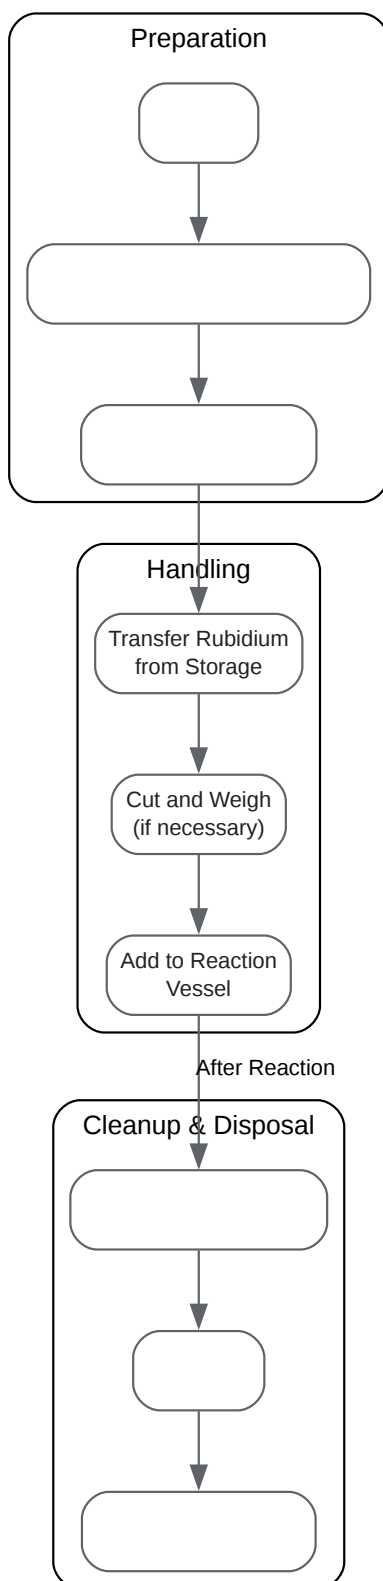 Preparation
Handling
Transfer Rubidium
from Storage
Cut and Weigh
(if necessary)
Add to Reaction
Vessel
After Reaction
Cleanup & Disposal